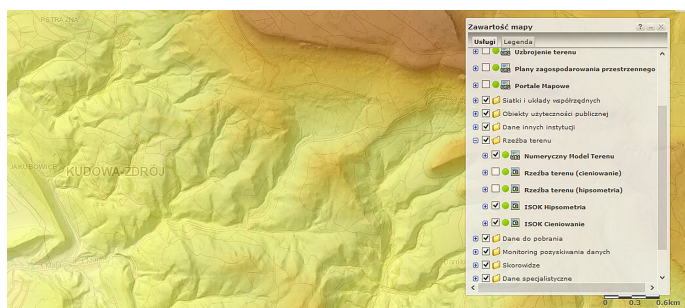 PSTRĄŻNA
JAKUBOWICE
KUDOWA-ZDRÓJ
Zawartość mapy
Usługi Legenda
Uzbrojenie terenu
Plany zagospodarowania przestrzennego
Portale Mapowe
Siatki i układy współrzędnych
Obiekty użyteczności publicznej
Dane innych instytucji
Rzeźba terenu
Numeryczny Model Terenu
Rzeźba terenu (cieniowanie)
Rzeźba terenu (hipsometria)
ISOK Hipsometria
ISOK Cieniowanie
Dane do pobrania
Monitoring pozyskiwania danych
Skorowidze
Dane specjalistyczne
0 0.3 0.6km